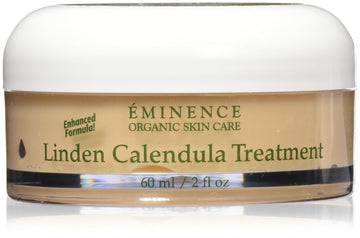 Enhanced
Formula!
ÉMINENCE
ORGANIC SKIN CARE
Linden Calendula Treatment
60 ml / 2 fl oz